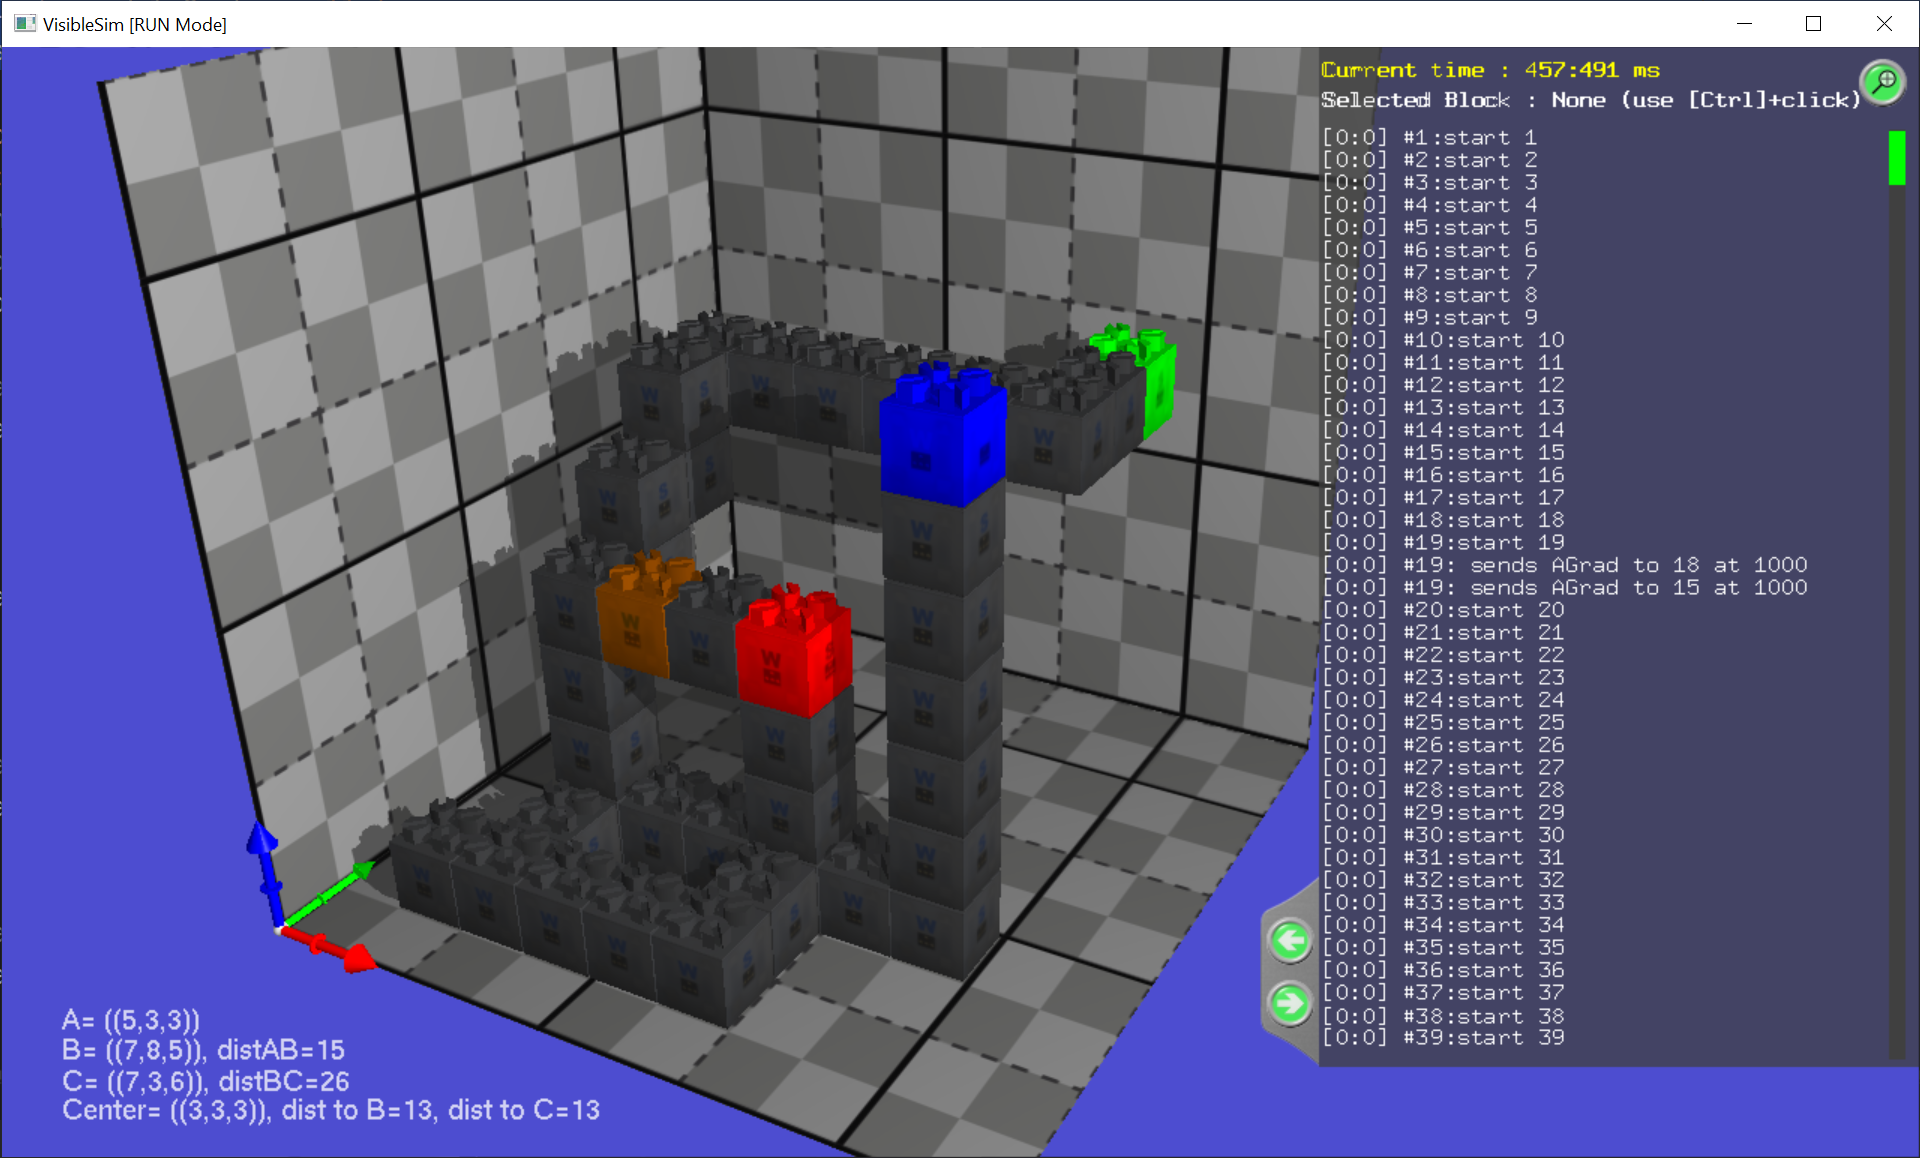 VisibleSim [RUN Mode]
Current time : 457:491 ms
Selected Block : None (use [Ctrl]+click)
[0:0] #1:start 1
[0:0] #2:start 2
[0:0] #3:start 3
[0:0] #4:start 4
[0:0] #5:start 5
[0:0] #6:start 6
[0:0] #7:start 7
[0:0] #8:start 8
[0:0] #9:start 9
[0:0] #10:start 10
[0:0] #11:start 11
[0:0] #12:start 12
[0:0] #13:start 13
[0:0] #14:start 14
[0:0] #15:start 15
[0:0] #16:start 16
[0:0] #17:start 17
[0:0] #18:start 18
[0:0] #19:start 19
[0:0] #19: sends AGrad to 18 at 1000
[0:0] #19: sends AGrad to 15 at 1000
[0:0] #20:start 20
[0:0] #21:start 21
[0:0] #22:start 22
[0:0] #23:start 23
[0:0] #24:start 24
[0:0] #25:start 25
[0:0] #26:start 26
[0:0] #27:start 27
[0:0] #28:start 28
[0:0] #29:start 29
[0:0] #30:start 30
[0:0] #31:start 31
[0:0] #32:start 32
[0:0] #33:start 33
[0:0] #34:start 34
[0:0] #35:start 35
[0:0] #36:start 36
[0:0] #37:start 37
[0:0] #38:start 38
[0:0] #39:start 39
A= ((5,3,3))
B= ((7,8,5)), distAB=15
C= ((7,3,6)), distBC=26
Center= ((3,3,3)), dist to B=13, dist to C=13